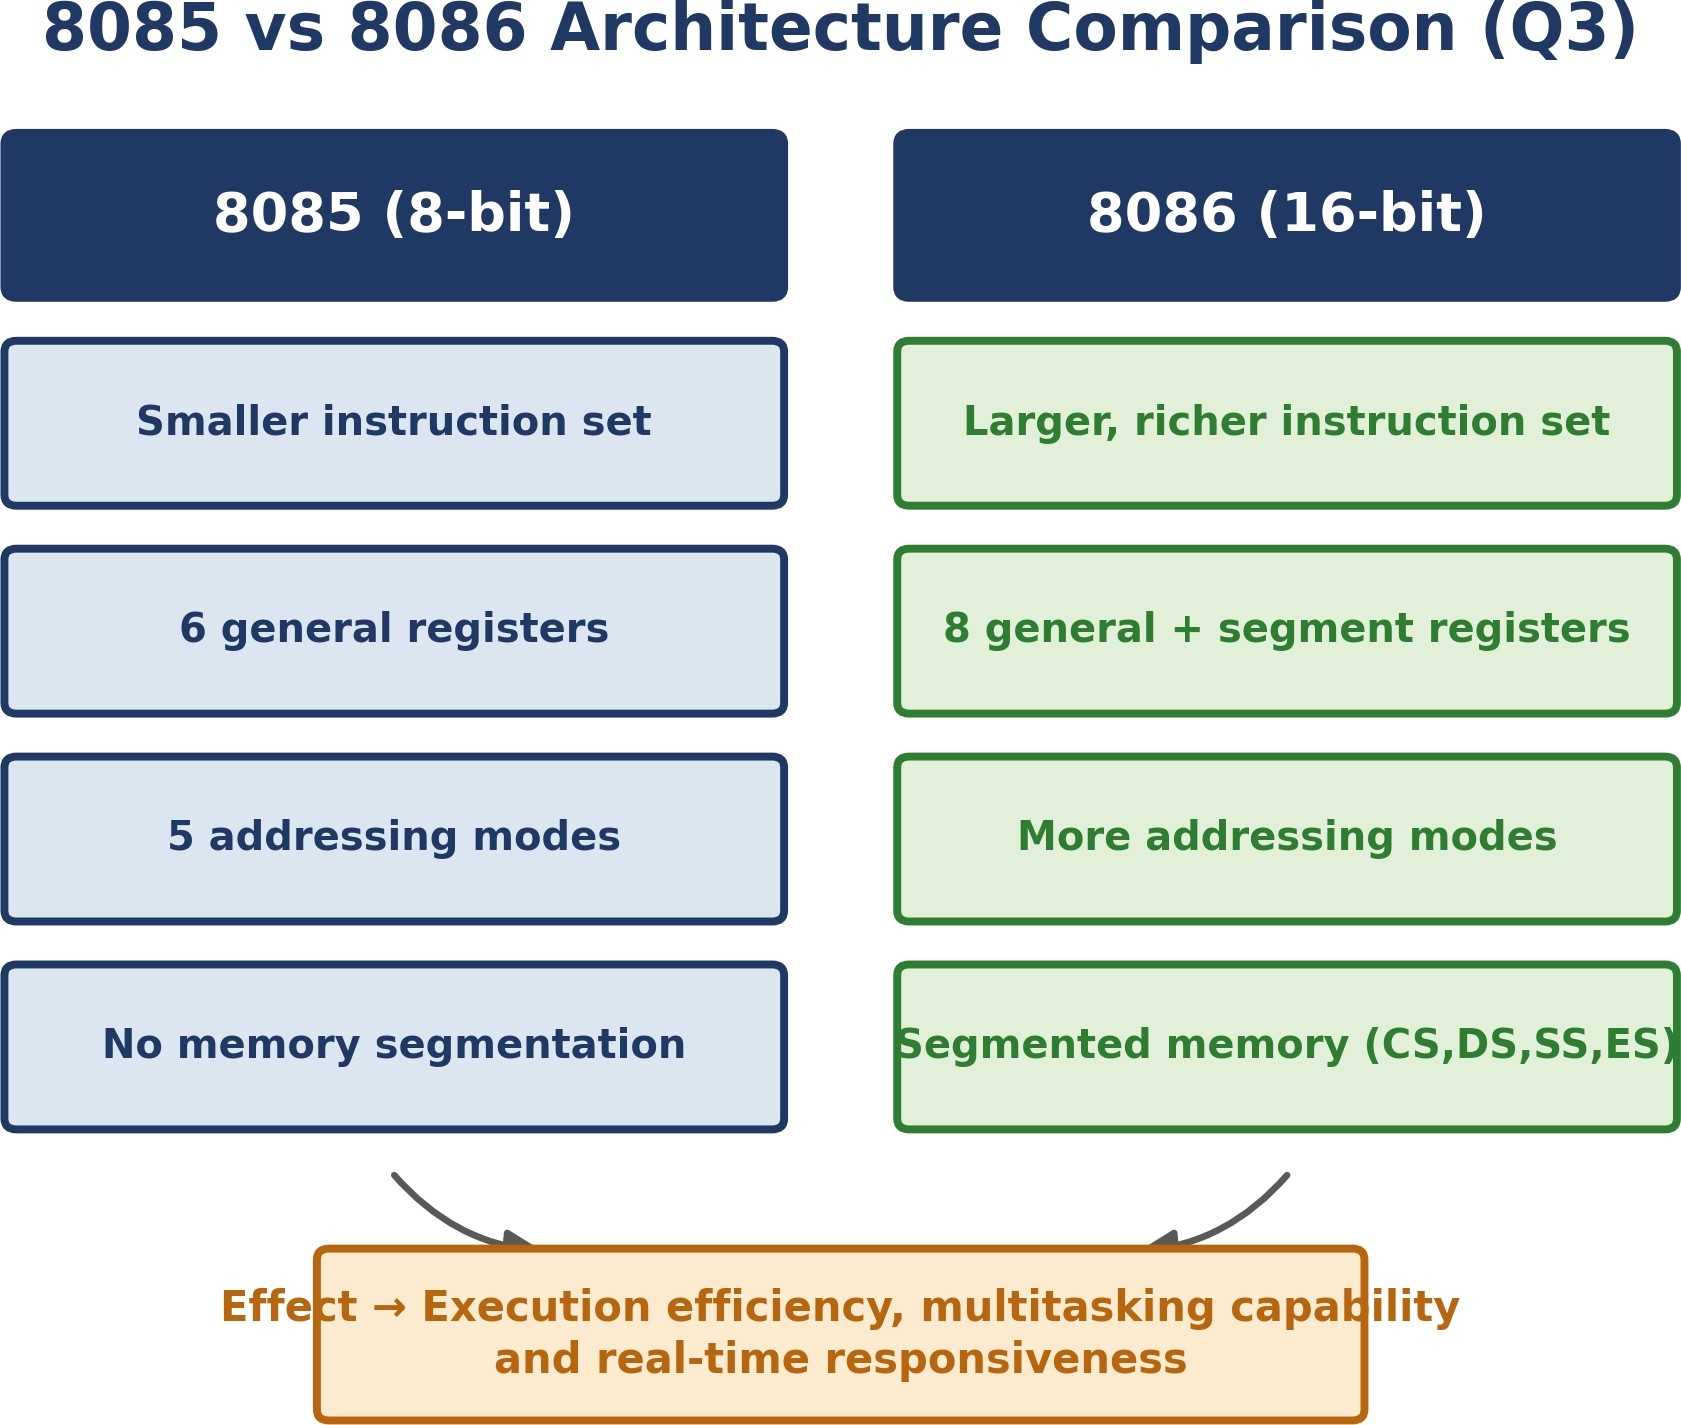 8085 vs 8086 Architecture Comparison (Q3)
8085 (8-bit)
8086 (16-bit)
Smaller instruction set
Larger, richer instruction set
6 general registers
8 general + segment registers
5 addressing modes
More addressing modes
No memory segmentation
Segmented memory (CS,DS,SS,ES)
Effect → Execution efficiency, multitasking capability
and real-time responsiveness